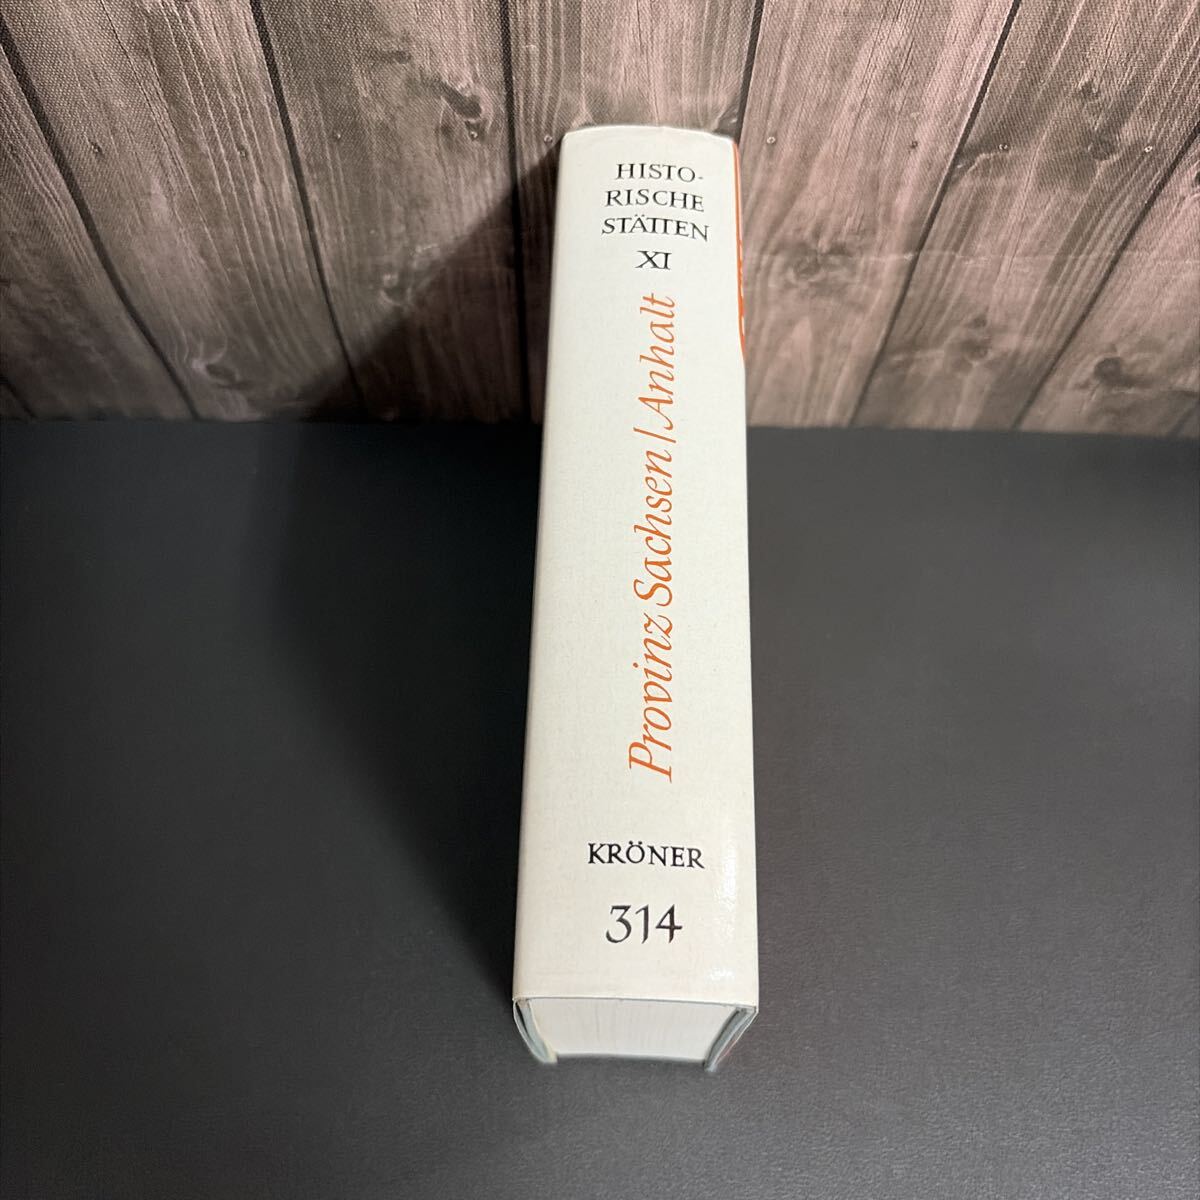 HISTO-
RISCHE
STÄTTEN
XI
Provinz Sachsen/Anhalt
KRÖNER
314